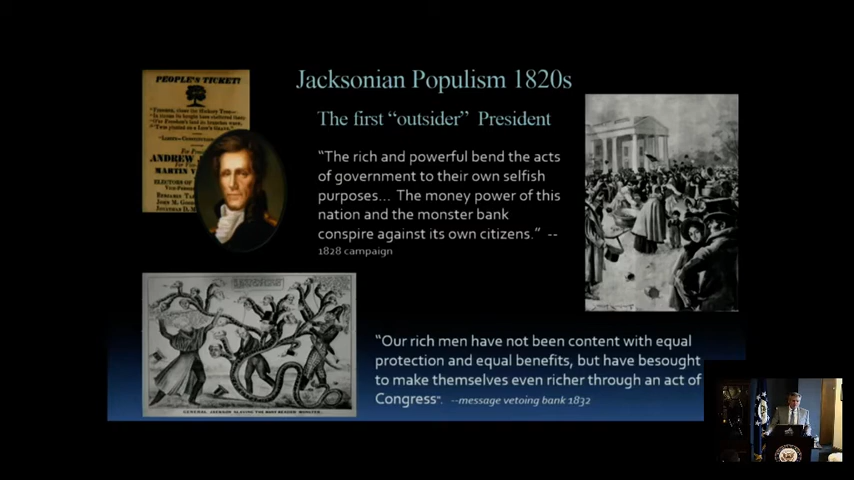 Jacksonian Populism 1820s
The first “outsider” President
PEOPLE'S TICKET!
ANDREW J
MARTIN V
ELECTORS OF
“The rich and powerful bend the acts
of government to their own selfish
purposes... The money power of this
nation and the monster bank
conspire against its own citizens.” --
1828 campaign
GENERAL JACKSON SLAYING THE MANY HEADED MONSTER.
“Our rich men have not been content with equal
protection and equal benefits, but have besought
to make themselves even richer through an act of
Congress”. --message vetoing bank 1832